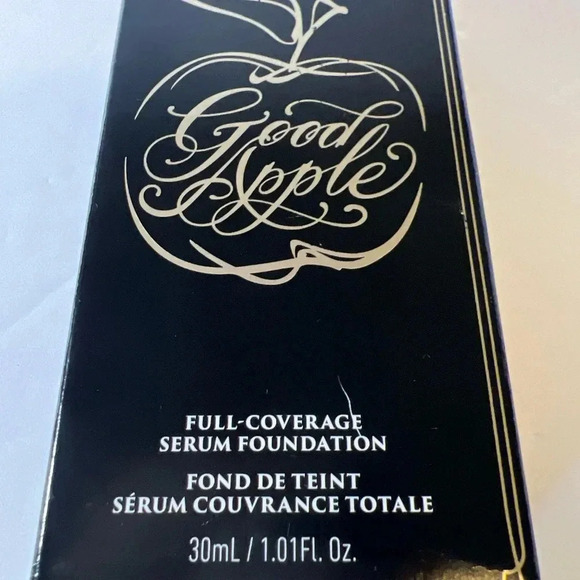 Good
Apple
FULL-COVERAGE
SERUM FOUNDATION
FOND DE TEINT
SÉRUM COUVRANCE TOTALE
30mL / 1.01FL. Oz.